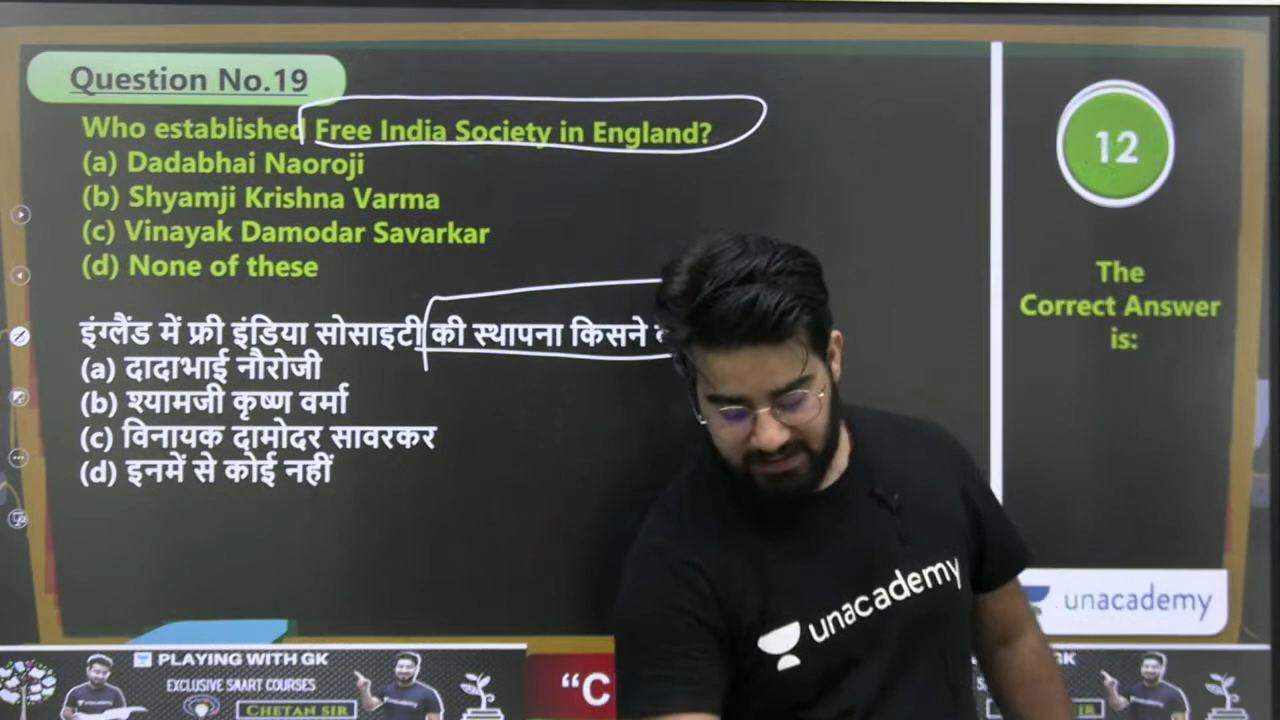 Question No.19
Who established Free India Society in England?
(a) Dadabhai Naoroji
(b) Shyamji Krishna Varma
(c) Vinayak Damodar Savarkar
(d) None of these
इंग्लैंड में फ्री इंडिया सोसाइटी की स्थापना किसने
(a) दादाभाई नौरोजी
(b) श्यामजी कृष्ण वर्मा
(c) विनायक दामोदर सावरकर
(d) इनमें से कोई नहीं
12
The
Correct Answer
is:
unacademy
unacademy
PLAYING WITH GK
EXCLUSIVE SMART COURSES
CHETAN SIR
"C
GK
IR